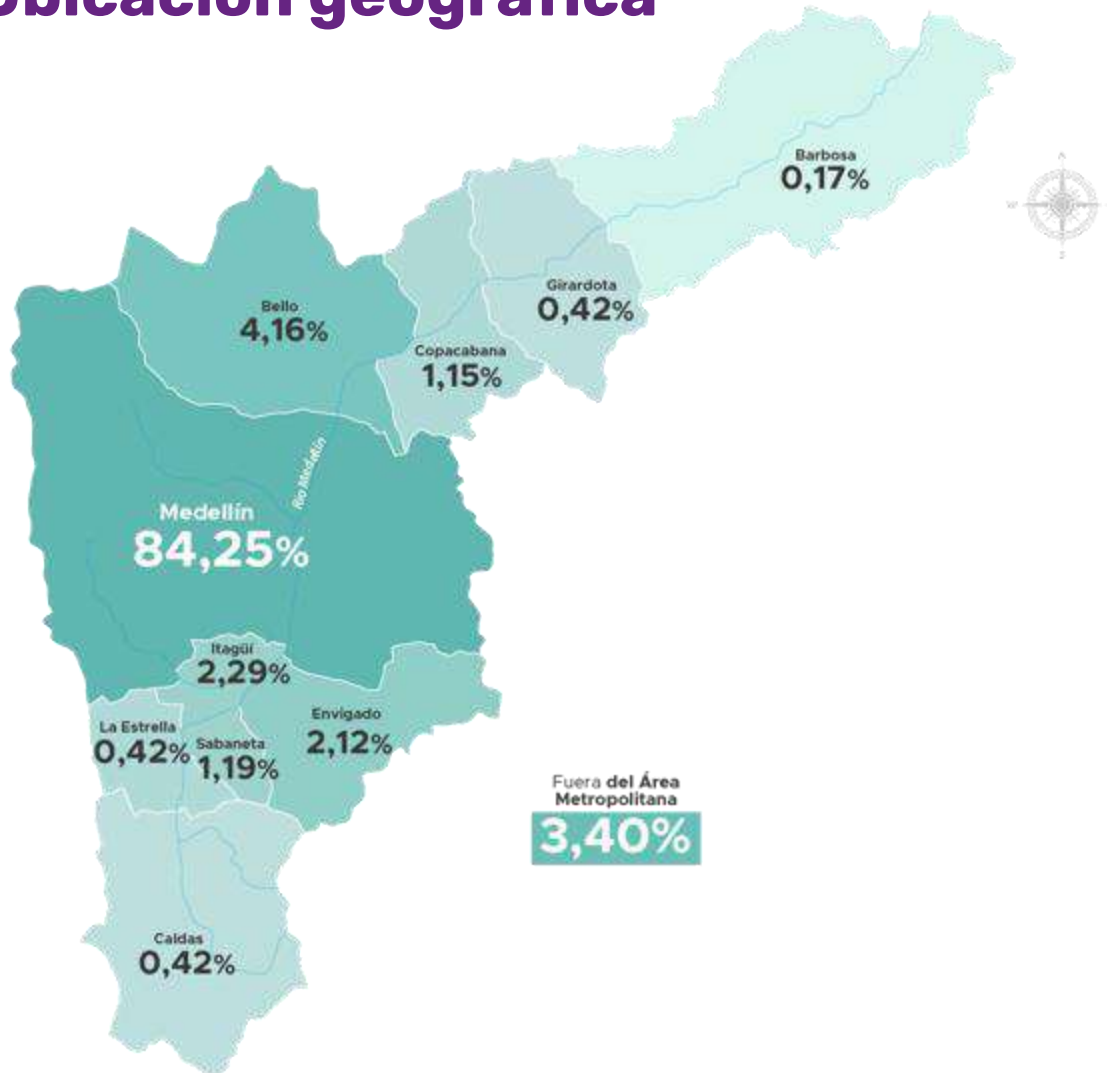 Ubicación geográfica
Barbosa
0,17%
Girardota
0,42%
Bello
4,16%
Copacabana
1,15%
Río Medellín
Medellín
84,25%
Itagüí
2,29%
Envigado
2,12%
La Estrella
0,42%
Sabaneta
1,19%
Fuera del Área
Metropolitana
3,40%
Caldas
0,42%